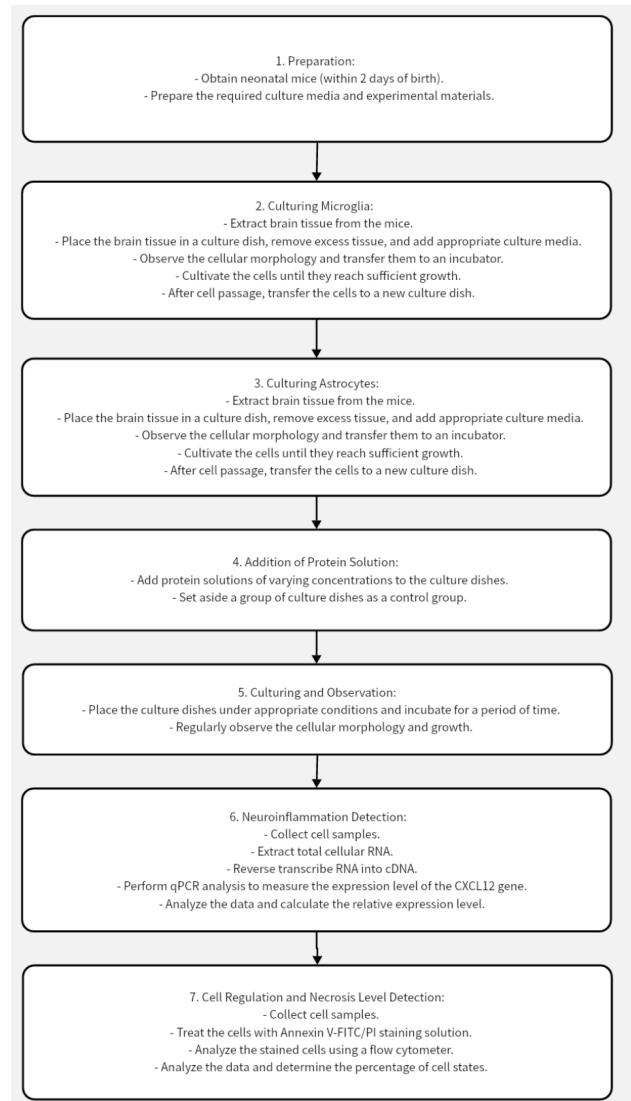 1. Preparation:
- Obtain neonatal mice (within 2 days of birth).
- Prepare the required culture media and experimental materials.
2. Culturing Microglia:
- Extract brain tissue from the mice.
- Place the brain tissue in a culture dish, remove excess tissue, and add appropriate culture media.
- Observe the cellular morphology and transfer them to an incubator.
- Cultivate the cells until they reach sufficient growth.
- After cell passage, transfer the cells to a new culture dish.
3. Culturing Astrocytes:
- Extract brain tissue from the mice.
- Place the brain tissue in a culture dish, remove excess tissue, and add appropriate culture media.
- Observe the cellular morphology and transfer them to an incubator.
- Cultivate the cells until they reach sufficient growth.
- After cell passage, transfer the cells to a new culture dish.
4. Addition of Protein Solution:
- Add protein solutions of varying concentrations to the culture dishes.
- Set aside a group of culture dishes as a control group.
5. Culturing and Observation:
- Place the culture dishes under appropriate conditions and incubate for a period of time.
- Regularly observe the cellular morphology and growth.
6. Neuroinflammation Detection:
- Collect cell samples.
- Extract total cellular RNA.
- Reverse transcribe RNA into cDNA.
- Perform qPCR analysis to measure the expression level of the CXCL12 gene.
- Analyze the data and calculate the relative expression level.
7. Cell Regulation and Necrosis Level Detection:
- Collect cell samples.
- Treat the cells with Annexin V-FITC/PI staining solution.
- Analyze the stained cells using a flow cytometer.
- Analyze the data and determine the percentage of cell states.